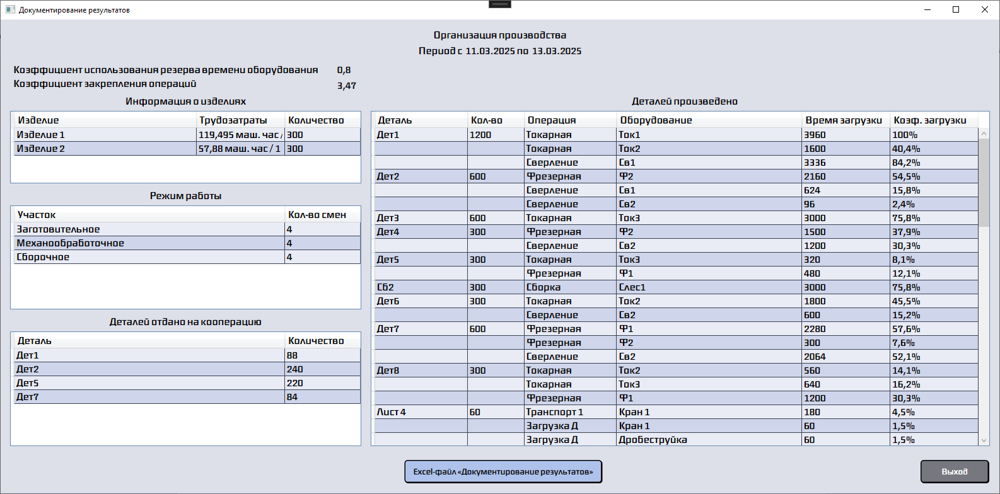 Документирование результатов
Организация производства
Период с 11.03.2025 по 13.03.2025
Коэффициент использования резерва времени оборудования 0,8
Коэффициент закрепления операций 3,47
Информация о изделиях
Изделие Трудозатраты Количество
Изделие 1 119,495 маш. час / 300
Изделие 2 57,88 маш. час / 1 300
Режим работы
Участок Кол-во смен
Заготовительное 4
Механообработочное 4
Сборочное 4
Деталей отдано на кооперацию
Деталь Количество
Дет1 88
Дет2 240
Дет5 220
Дет7 84
Деталей произведено
Деталь Кол-во Операция Оборудование Время загрузки Коэф. загрузки
Дет1 1200 Токарная Ток1 3960 100%
Токарная Ток2 1600 40,4%
Сверление Св1 3336 84,2%
Дет2 600 Фрезерная Ф2 2160 54,5%
Сверление Св1 624 15,8%
Сверление Св2 96 2,4%
Дет3 600 Токарная Ток3 3000 75,8%
Дет4 300 Фрезерная Ф2 1500 37,9%
Сверление Св2 1200 30,3%
Дет5 300 Токарная Ток3 320 8,1%
Фрезерная Ф1 480 12,1%
Сб2 300 Сборка Слес1 3000 75,8%
Дет6 300 Токарная Ток2 1800 45,5%
Сверление Св2 600 15,2%
Дет7 600 Фрезерная Ф1 2280 57,6%
Фрезерная Ф2 300 7,6%
Сверление Св2 2064 52,1%
Дет8 300 Токарная Ток2 560 14,1%
Токарная Ток3 640 16,2%
Фрезерная Ф1 1200 30,3%
Лист 4 60 Транспорт 1 Кран 1 180 4,5%
Загрузка Д Кран 1 60 1,5%
Загрузка Д Дробеструйка 60 1,5%
Excel-файл «Документирование результатов»
Выход